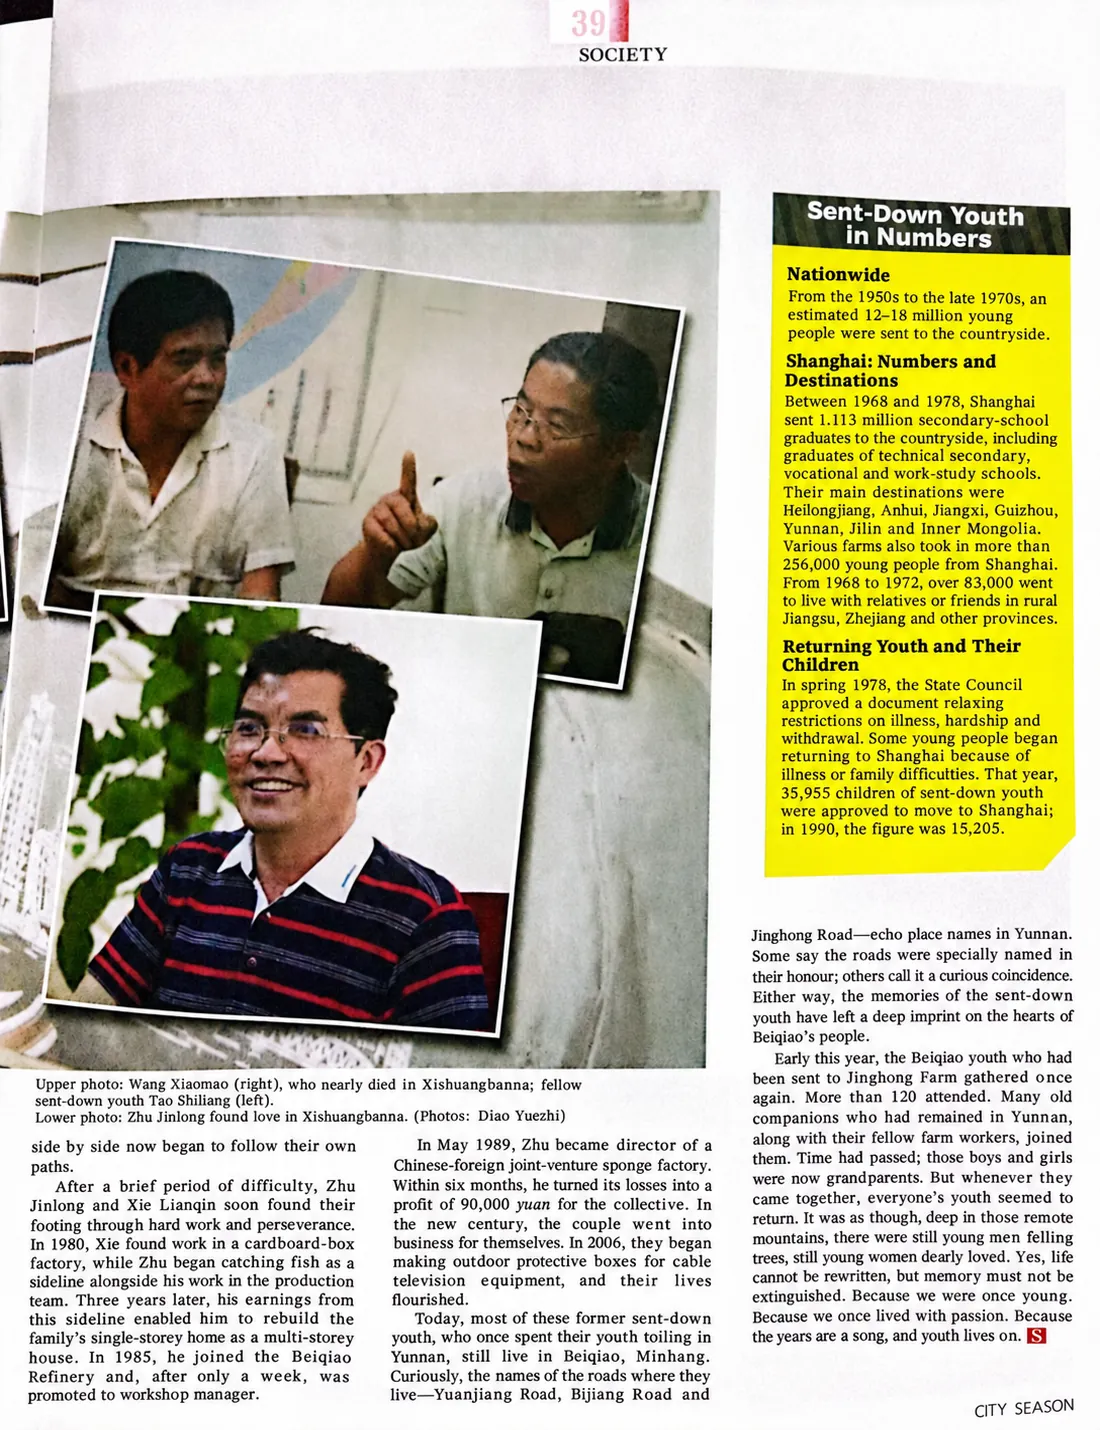 39
SOCIETY
Sent-Down Youth
in Numbers
Nationwide
From the 1950s to the late 1970s, an
estimated 12–18 million young
people were sent to the countryside.
Shanghai: Numbers and
Destinations
Between 1968 and 1978, Shanghai
sent 1.113 million secondary-school
graduates to the countryside, including
graduates of technical secondary,
vocational and work-study schools.
Their main destinations were
Heilongjiang, Anhui, Jiangxi, Guizhou,
Yunnan, Jilin and Inner Mongolia.
Various farms also took in more than
256,000 young people from Shanghai.
From 1968 to 1972, over 83,000 went
to live with relatives or friends in rural
Jiangsu, Zhejiang and other provinces.
Returning Youth and Their
Children
In spring 1978, the State Council
approved a document relaxing
restrictions on illness, hardship and
withdrawal. Some young people began
returning to Shanghai because of
illness or family difficutties. That year,
35,955 children of sent-down youth
were approved to move to Shanghai;
in 1990, the figure was 15,205.
Upper photo: Wang Xiaomao (right), who nearly died in Xishuangbanna; fellow
sent-down youth Tao Shiliang (left).
Lower photo: Zhu Jinlong found love in Xishuangbanna. (Photos: Diao Yuezhi)
side by side now began to follow their own
paths.
After a brief period of difficulty, Zhu
Jinlong and Xie Lianqin soon found their
footing through hard work and perseverance.
In 1980, Xie found work in a cardboard-box
factory, while Zhu began catching fish as a
sideline alongside his work in the production
team. Three years later, his earnings from
this sideline enabled him to rebuild the
family's single-storey home as a multi-storey
house. In 1985, he joined the Beiqiao
Refinery and, after only a week, was
promoted to workshop manager.
In May 1989, Zhu became director of a
Chinese-foreign joint-venture sponge factory.
Within six months, he turned its losses into a
profit of 90,000 yuan for the collective. In
the new century, the couple went into
business for themselves. In 2006, they began
making outdoor protective boxes for cable
television equipment, and their lives
flourished.
Today, most of these former sent-down
youth, who once spent their youth toiling in
Yunnan, still live in Beiqiao, Minhang.
Curiously, the names of the roads where they
live—Yuanjiang Road, Bijiang Road and
Jinghong Road—echo place names in Yunnan.
Some say the roads were specially named in
their honour; others call it a curious coincidence.
Either way, the memories of the sent-down
youth have left a deep imprint on the hearts of
Beiqiao's people.
Early this year, the Beiqiao youth who had
been sent to Jinghong Farm gathered once
again. More than 120 attended. Many old
companions who had remained in Yunnan,
along with their fellow farm workers, joined
them. Time had passed; those boys and girls
were now grandparents. But whenever they
came together, everyone's youth seemed to
return. It was as though, deep in those remote
mountains, there were still young men felling
trees, still young women dearly loved. Yes, life
cannot be rewritten, but memory must not be
extinguished. Because we were once young.
Because we once lived with passion. Because
the years are a song, and youth lives on. S
CITY SEASON